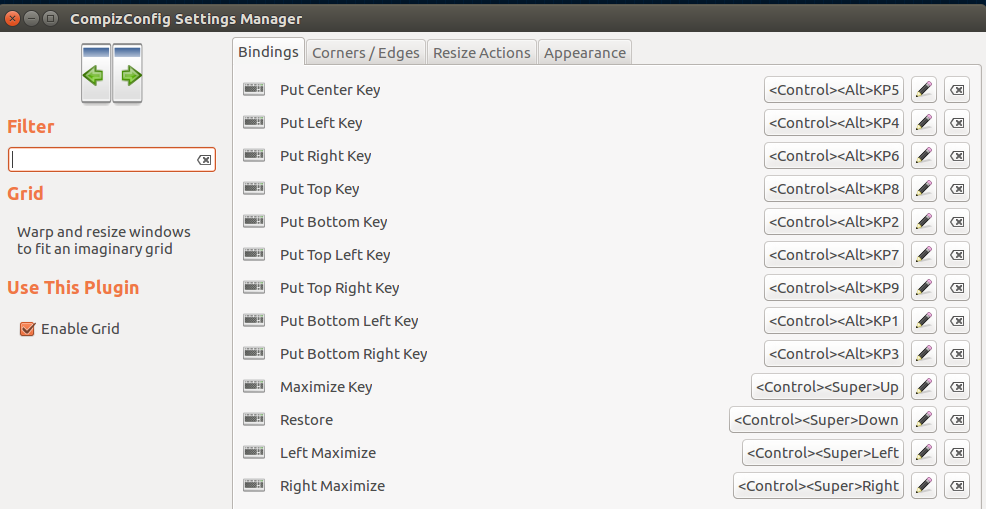 CompizConfig Settings Manager
Filter
Grid
Warp and resize windows
to fit an imaginary grid
Use This Plugin
Enable Grid
Bindings Corners / Edges Resize Actions Appearance
Put Center Key <Control><Alt>KP5
Put Left Key <Control><Alt>KP4
Put Right Key <Control><Alt>KP6
Put Top Key <Control><Alt>KP8
Put Bottom Key <Control><Alt>KP2
Put Top Left Key <Control><Alt>KP7
Put Top Right Key <Control><Alt>KP9
Put Bottom Left Key <Control><Alt>KP1
Put Bottom Right Key <Control><Alt>KP3
Maximize Key <Control><Super>Up
Restore <Control><Super>Down
Left Maximize <Control><Super>Left
Right Maximize <Control><Super>Right